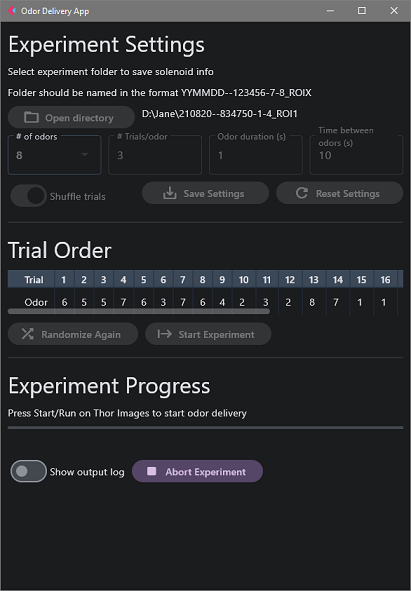 Odor Delivery App
Experiment Settings
Select experiment folder to save solenoid info
Folder should be named in the format YYMMDD--123456-7-8_ROIX
Open directory
D:\Jane\210820--834750-1-4_ROI1
# of odors
8
# Trials/odor
3
Odor duration (s)
1
Time between
odors (s)
10
Shuffle trials
Save Settings
Reset Settings
Trial Order
Trial 1 2 3 4 5 6 7 8 9 10 11 12 13 14 15 16
Odor 6 5 5 7 6 3 7 6 4 2 3 2 8 7 1 1
Randomize Again
Start Experiment
Experiment Progress
Press Start/Run on Thor Images to start odor delivery
Show output log
Abort Experiment